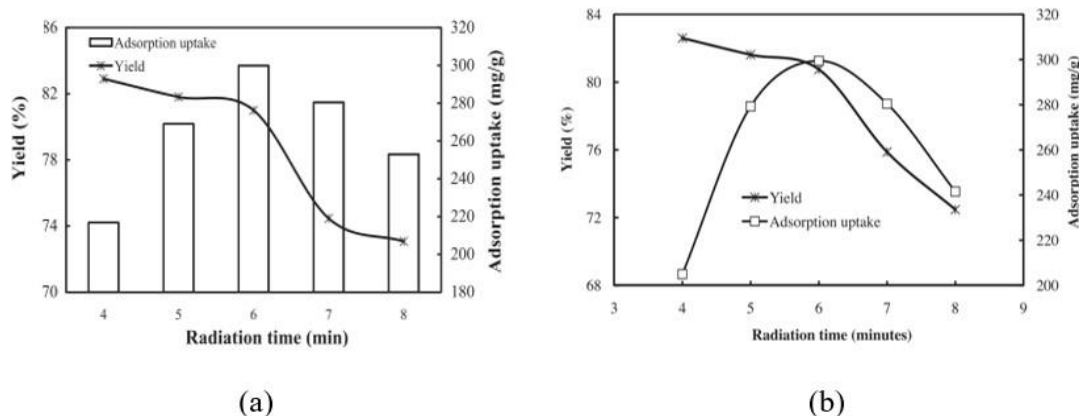 86
82
78
74
70
Yield (%)
Adsorption uptake
Yield
320
300
280
260
240
220
200
180
Adsorption uptake (mg/g)
4 5 6 7 8
Radiation time (min)
(a)
84
80
76
72
68
Yield (%)
Yield
Adsorption uptake
320
300
280
260
240
220
200
Adsorption uptake (mg/g)
3 4 5 6 7 8 9
Radiation time (minutes)
(b)